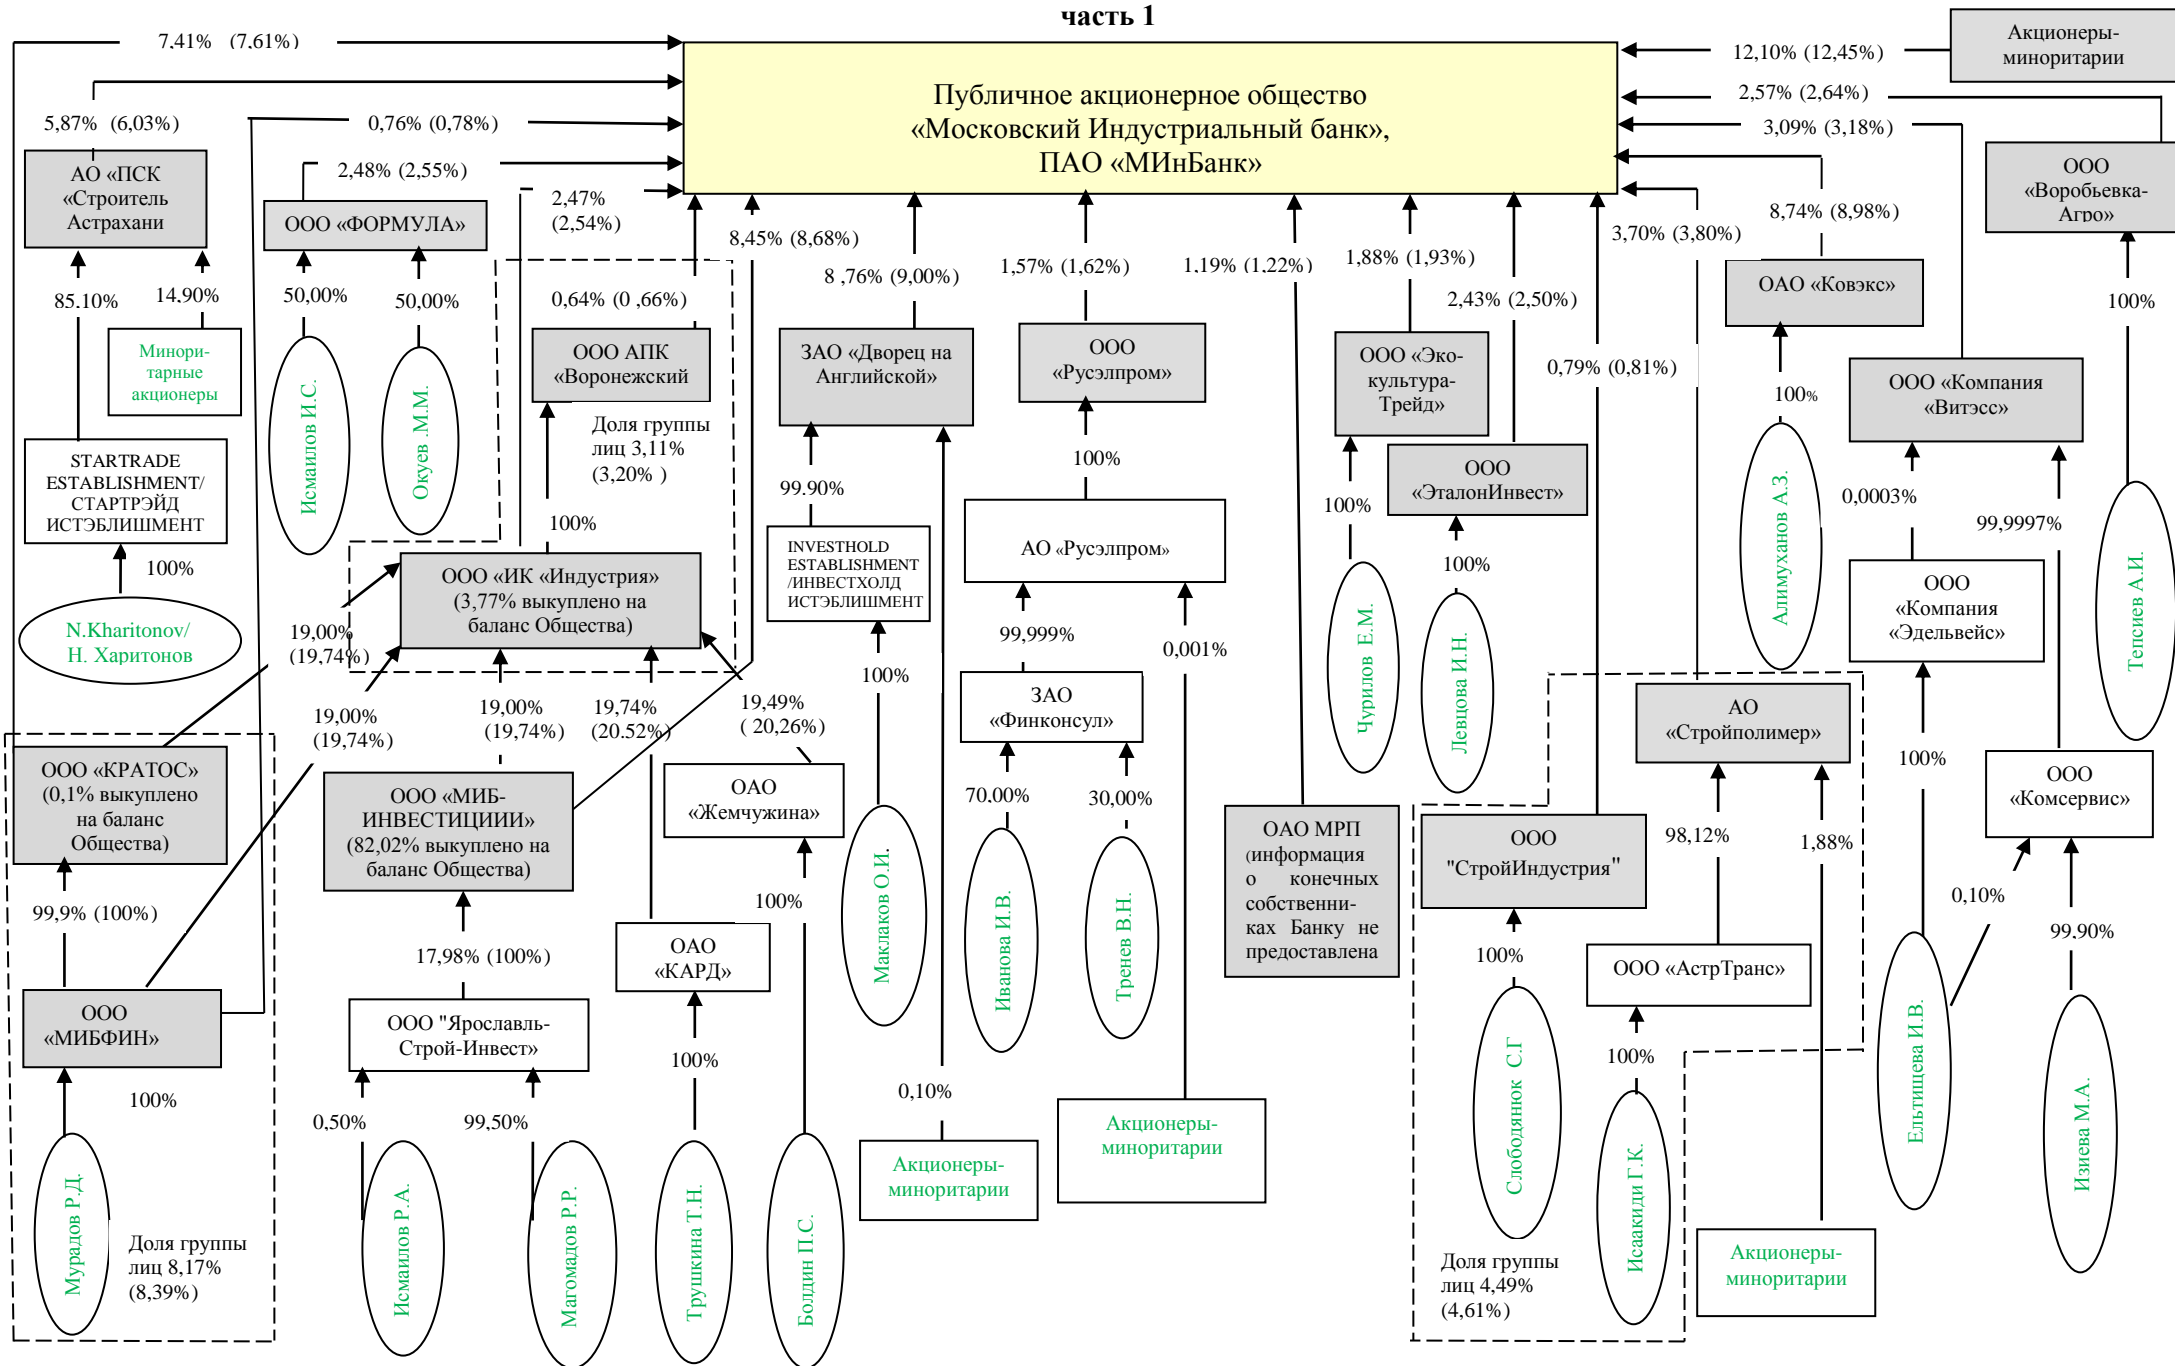 часть 1
7,41% (7,61%)
Публичное акционерное общество
«Московский Индустриальный банк»,
ПАО «МИнБанк»
12,10% (12,45%)
Акционеры-
миноритарии
2,57% (2,64%)
3,09% (3,18%)
5,87% (6,03%)
0,76% (0,78%)
2,48% (2,55%)
2,47%
(2,54%)
АО «ПСК
«Строитель
Астрахани
ООО «ФОРМУЛА»
8,45% (8,68%)
8 ,76% (9,00%)
1,57% (1,62%)
1,19% (1,22%)
1,88% (1,93%)
2,43% (2,50%)
3,70% (3,80%)
8,74% (8,98%)
ООО
«Воробьевка-
Агро»
85,10%
14,90%
50,00%
50,00%
0,64% (0 ,66%)
ОАО «Ковэкс»
100%
Минори-
тарные
акционеры
Исмаилов И.С.
Окуев .М.М.
ООО АПК
«Воронежский
ЗАО «Дворец на
Английской»
ООО
«Русэлпром»
ООО «Эко-
культура-
Трейд»
0,79% (0,81%)
100%
ООО «Компания
«Витэсс»
Доля группы
лиц 3,11%
(3,20% )
STARTRADE
ESTABLISHMENT/
СТАРТРЭЙД
ИСТЭБЛИШМЕНТ
100%
99,90%
100%
100%
ООО
«ЭталонИнвест»
Алимуханов А.З.
0,0003%
99,9997%
100%
ООО «ИК «Индустрия»
(3,77% выкуплено на
баланс Общества)
INVESTHOLD
ESTABLISHMENT
/ИНВЕСТХОЛД
ИСТЭБЛИШМЕНТ
АО «Русэлпром»
100%
ООО
«Компания
«Эдельвейс»
Тепсиев А.И.
N.Kharitonov/
Н. Харитонов
19,00%
(19,74%)
99,999%
0,001%
Чурилов Е.М.
Левцова И.Н.
100%
19,00%
(19,74%)
19,00%
(19,74%)
19,74%
(20.52%)
19,49%
( 20,26%)
ЗАО
«Финконсул»
АО
«Стройполимер»
ООО «КРАТОС»
(0,1% выкуплено
на баланс
Общества)
ООО «МИБ-
ИНВЕСТИЦИИИ»
(82,02% выкуплено на
баланс Общества)
ОАО
«Жемчужина»
70,00%
30,00%
100%
ООО
«Комсервис»
ОАО МРП
(информация
о конечных
собственни-
ках Банку не
предоставлена
ООО
"СтройИндустрия"
98,12%
1,88%
99,9% (100%)
100%
Маклаков О.И.
Иванова И.В.
Тренев В.Н.
0,10%
99,90%
17,98% (100%)
ОАО
«КАРД»
100%
ООО «АстрТранс»
ООО
«МИБФИН»
ООО "Ярославль-
Строй-Инвест»
100%
100%
Слободянюк С.Г
Ельтищева И.В.
100%
0,50%
99,50%
0,10%
Акционеры-
миноритарии
Акционеры-
миноритарии
Изиева М.А.
Мурадов Р.Д.
Исмаилов Р.А.
Магомадов Р.Р.
Трушкина Т.Н.
Болдин П.С.
Исаакиди Г.К.
Доля группы
лиц 8,17%
(8,39%)
Доля группы
лиц 4,49%
(4,61%)
Акционеры-
миноритарии